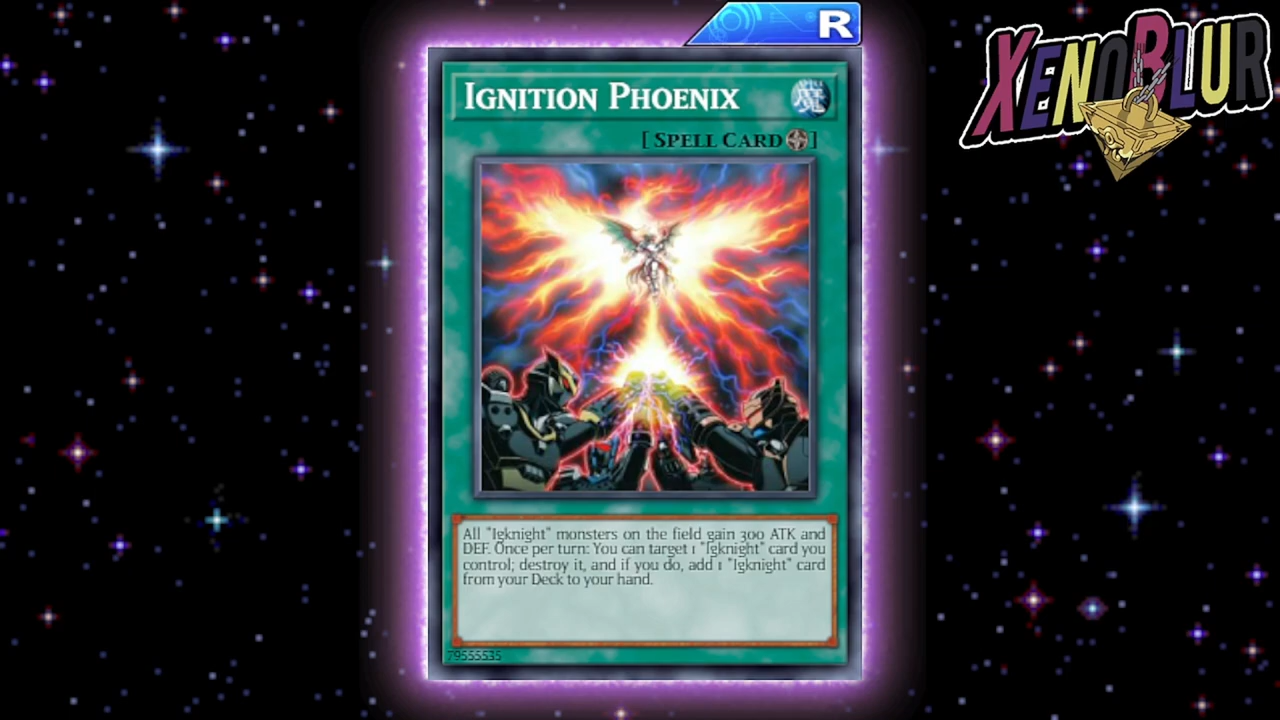 R
XENOBLUR
IGNITION PHOENIX
魔
[ SPELL CARD ]
All "Igknight" monsters on the field gain 300 ATK and
DEF. Once per turn: You can target 1 "Igknight" card you
control; destroy it, and if you do, add 1 "Igknight" card
from your Deck to your hand.
79555535